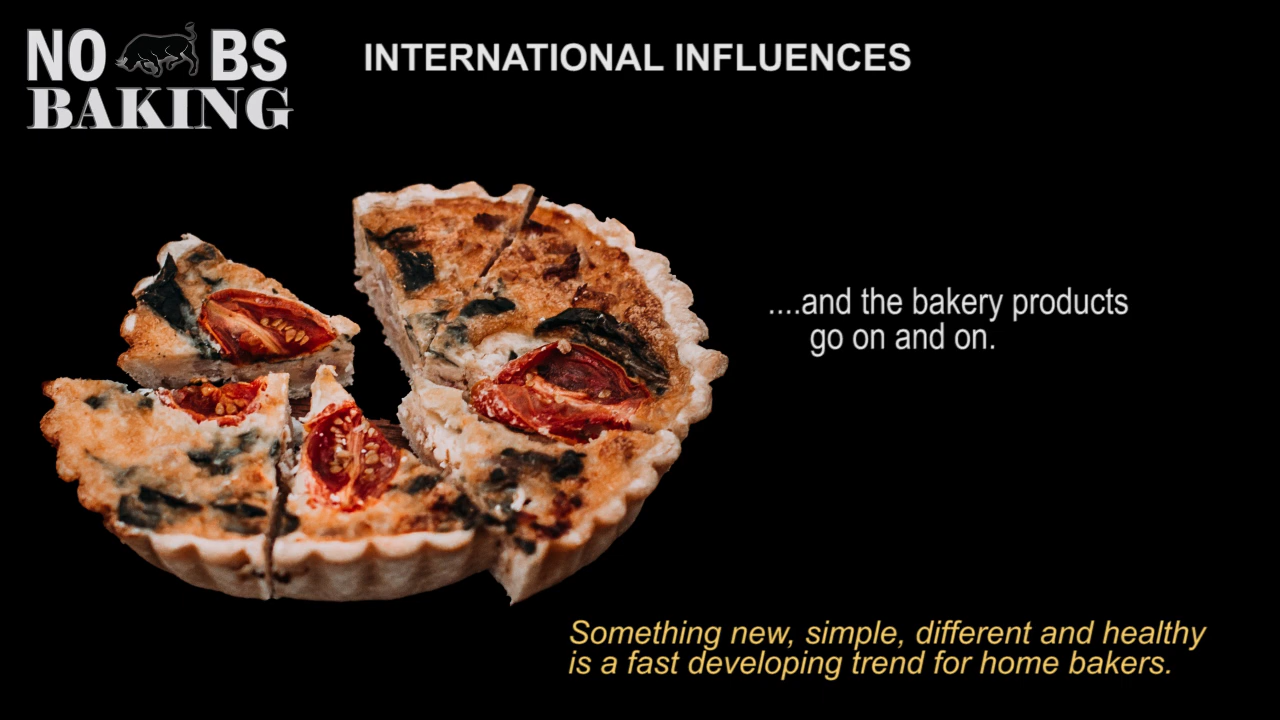 NO BS
BAKING
INTERNATIONAL INFLUENCES
....and the bakery products
go on and on.
Something new, simple, different and healthy
is a fast developing trend for home bakers.